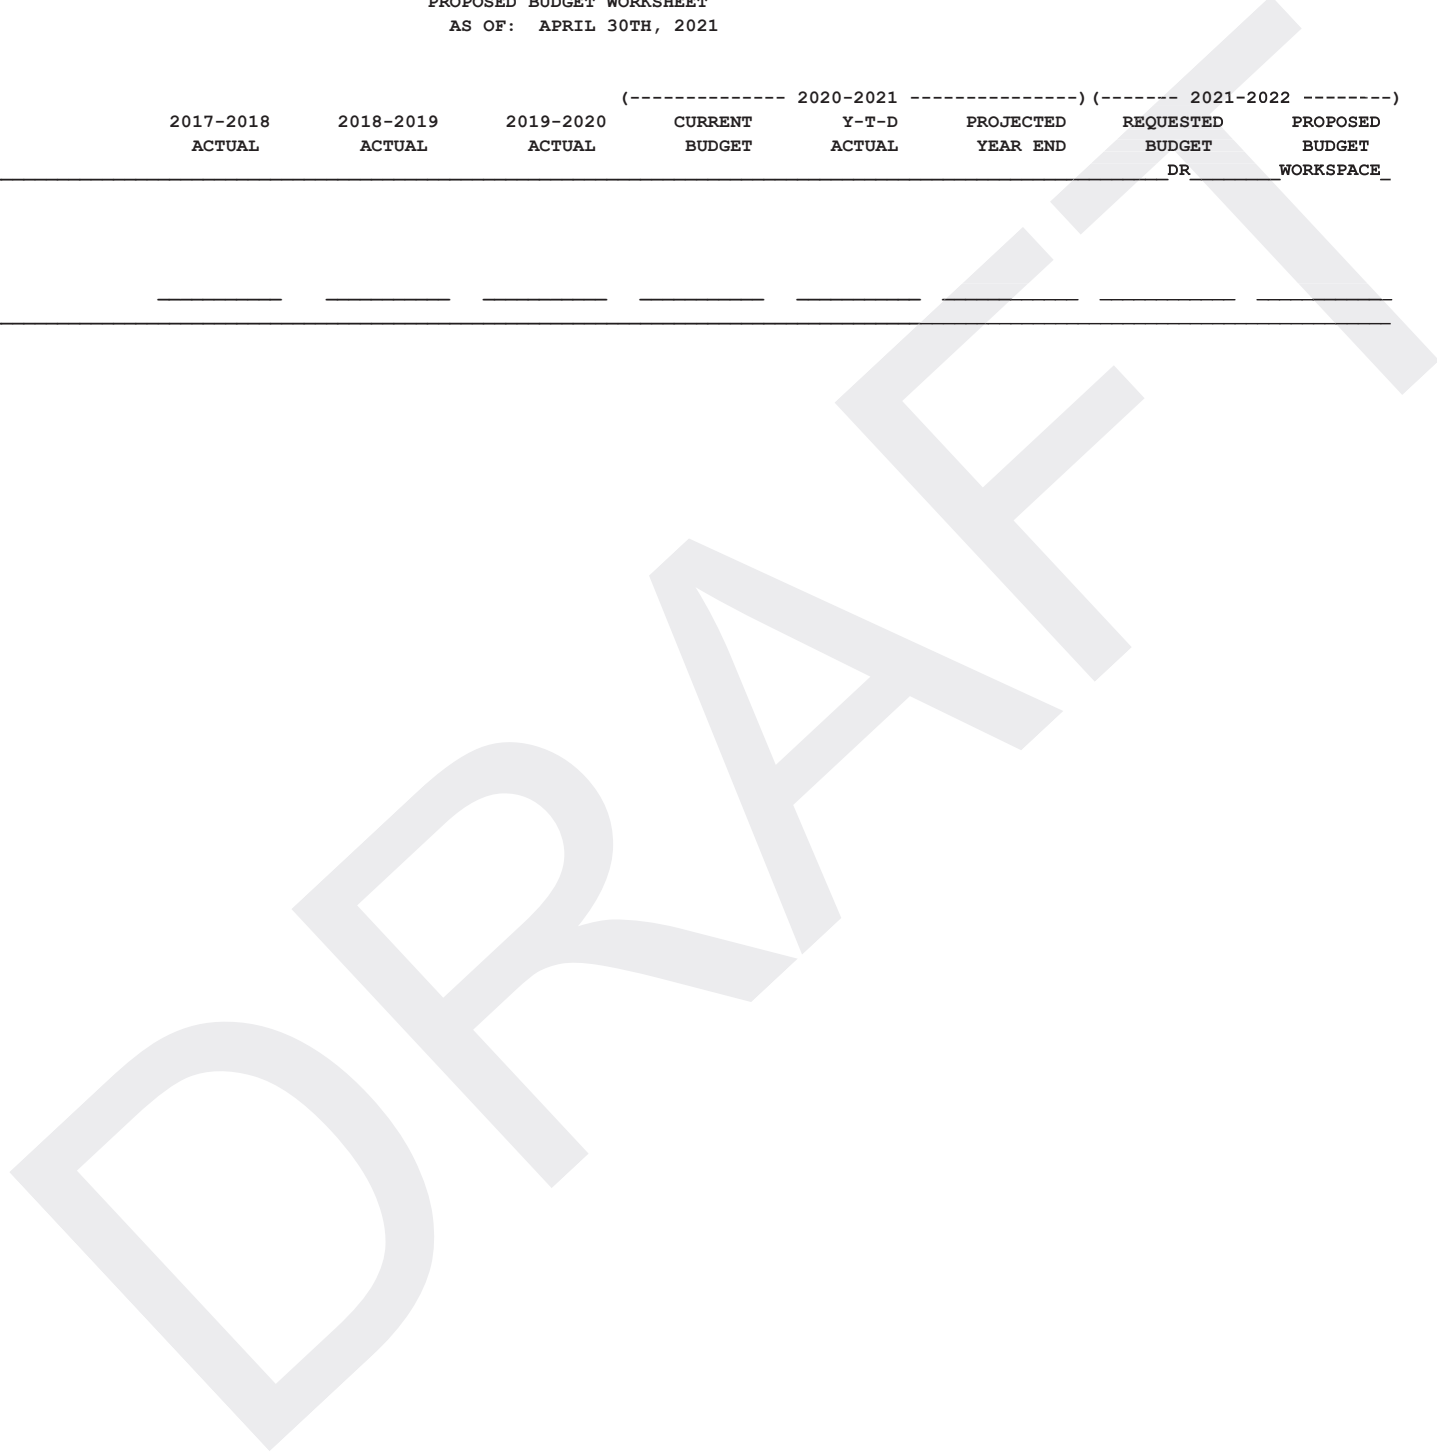 PROPOSED BUDGET WORKSHEET
AS OF: APRIL 30TH, 2021
(-------------- 2020-2021 ---------------)(------- 2021-2022 --------)
2017-2018 2018-2019 2019-2020 CURRENT Y-T-D PROJECTED REQUESTED PROPOSED
ACTUAL ACTUAL ACTUAL BUDGET ACTUAL YEAR END BUDGET BUDGET
DR WORKSPACE
DRAFT